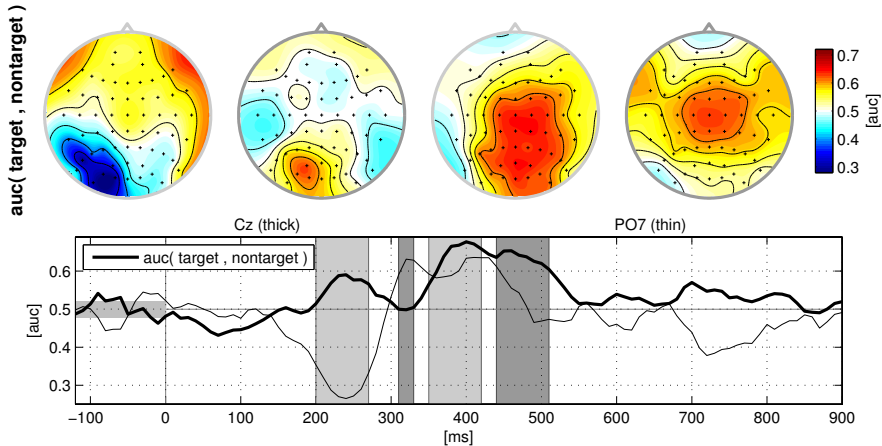 auc( target , nontarget )
0.7
0.6
0.5
0.4
0.3
[auc]
Cz (thick)
PO7 (thin)
auc( target , nontarget )
0.6
0.5
0.4
0.3
[auc]
−100 0 100 200 300 400 500 600 700 800 900
[ms]